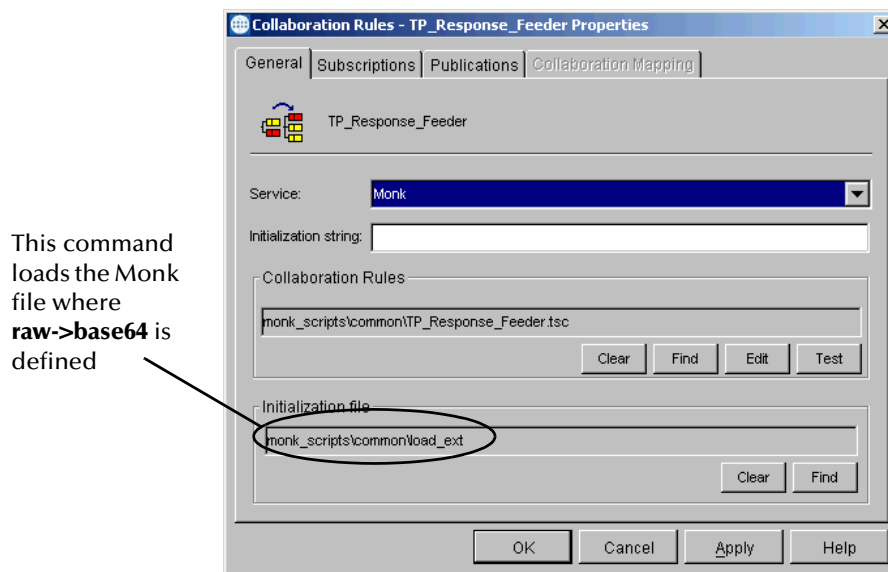 Collaboration Rules - TP_Response_Feeder Properties
General Subscriptions Publications Collaboration Mapping
TP_Response_Feeder
Service: Monk
Initialization string:
Collaboration Rules
monk_scripts\common\TP_Response_Feeder.tsc
Clear Find Edit Test
Initialization file
monk_scripts\common\load_ext
Clear Find
OK Cancel Apply Help
This command
loads the Monk
file where
raw->base64 is
defined